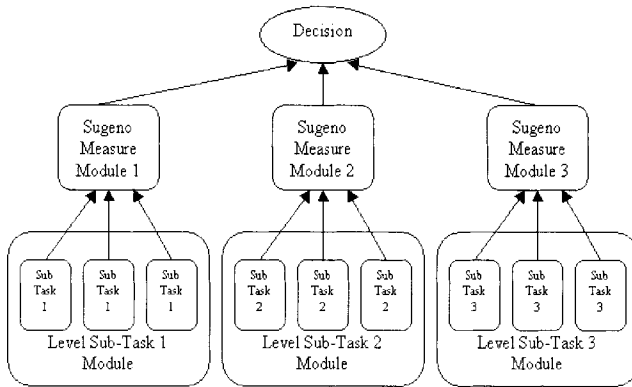 Decision
Sugeno
Measure
Module 1
Sugeno
Measure
Module 2
Sugeno
Measure
Module 3
Sub
Task
1
Sub
Task
1
Sub
Task
1
Level Sub-Task 1
Module
Sub
Task
2
Sub
Task
2
Sub
Task
2
Level Sub-Task 2
Module
Sub
Task
3
Sub
Task
3
Sub
Task
3
Level Sub-Task 3
Module